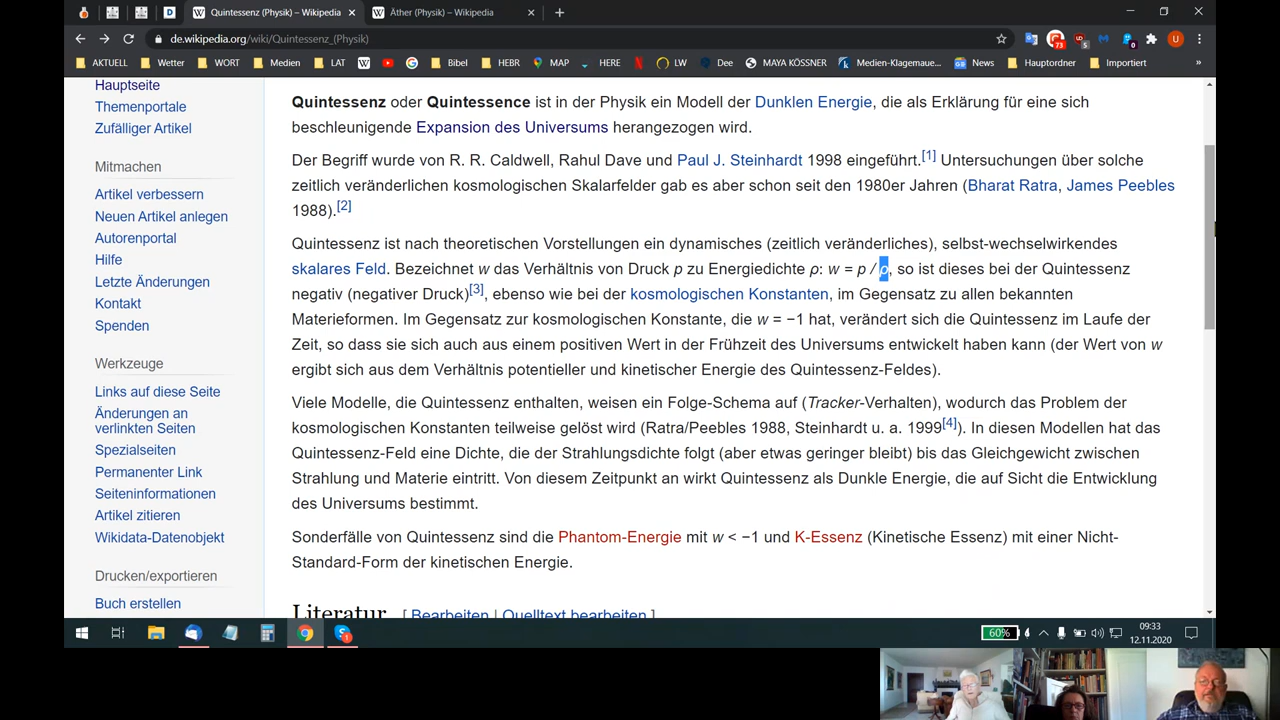 Quintessenz (Physik) – Wikipedia
Äther (Physik) – Wikipedia
de.wikipedia.org/wiki/Quintessenz_(Physik)
AKTUELL Wetter WORT Medien LAT Bibel HEBR MAP HERE LW Dee MAYA KÖSSNER Medien-Klagemaue... News Hauptordner Importiert »
Hauptseite
Themenportale
Zufälliger Artikel
Mitmachen
Artikel verbessern
Neuen Artikel anlegen
Autorenportal
Hilfe
Letzte Änderungen
Kontakt
Spenden
Werkzeuge
Links auf diese Seite
Änderungen an
verlinkten Seiten
Spezialseiten
Permanenter Link
Seiteninformationen
Artikel zitieren
Wikidata-Datenobjekt
Drucken/exportieren
Buch erstellen
Quintessenz oder Quintessence ist in der Physik ein Modell der Dunklen Energie, die als Erklärung für eine sich
beschleunigende Expansion des Universums herangezogen wird.
Der Begriff wurde von R. R. Caldwell, Rahul Dave und Paul J. Steinhardt 1998 eingeführt.[1] Untersuchungen über solche
zeitlich veränderlichen kosmologischen Skalarfelder gab es aber schon seit den 1980er Jahren (Bharat Ratra, James Peebles
1988).[2]
Quintessenz ist nach theoretischen Vorstellungen ein dynamisches (zeitlich veränderliches), selbst-wechselwirkendes
skalares Feld. Bezeichnet w das Verhältnis von Druck p zu Energiedichte ρ: w = p / ρ, so ist dieses bei der Quintessenz
negativ (negativer Druck)[3], ebenso wie bei der kosmologischen Konstanten, im Gegensatz zu allen bekannten
Materieformen. Im Gegensatz zur kosmologischen Konstante, die w = −1 hat, verändert sich die Quintessenz im Laufe der
Zeit, so dass sie sich auch aus einem positiven Wert in der Frühzeit des Universums entwickelt haben kann (der Wert von w
ergibt sich aus dem Verhältnis potentieller und kinetischer Energie des Quintessenz-Feldes).
Viele Modelle, die Quintessenz enthalten, weisen ein Folge-Schema auf (Tracker-Verhalten), wodurch das Problem der
kosmologischen Konstanten teilweise gelöst wird (Ratra/Peebles 1988, Steinhardt u. a. 1999[4]). In diesen Modellen hat das
Quintessenz-Feld eine Dichte, die der Strahlungsdichte folgt (aber etwas geringer bleibt) bis das Gleichgewicht zwischen
Strahlung und Materie eintritt. Von diesem Zeitpunkt an wirkt Quintessenz als Dunkle Energie, die auf Sicht die Entwicklung
des Universums bestimmt.
Sonderfälle von Quintessenz sind die Phantom-Energie mit w < −1 und K-Essenz (Kinetische Essenz) mit einer Nicht-
Standard-Form der kinetischen Energie.
Literatur [ Bearbeiten | Quelltext bearbeiten ]
60%
09:33
12.11.2020